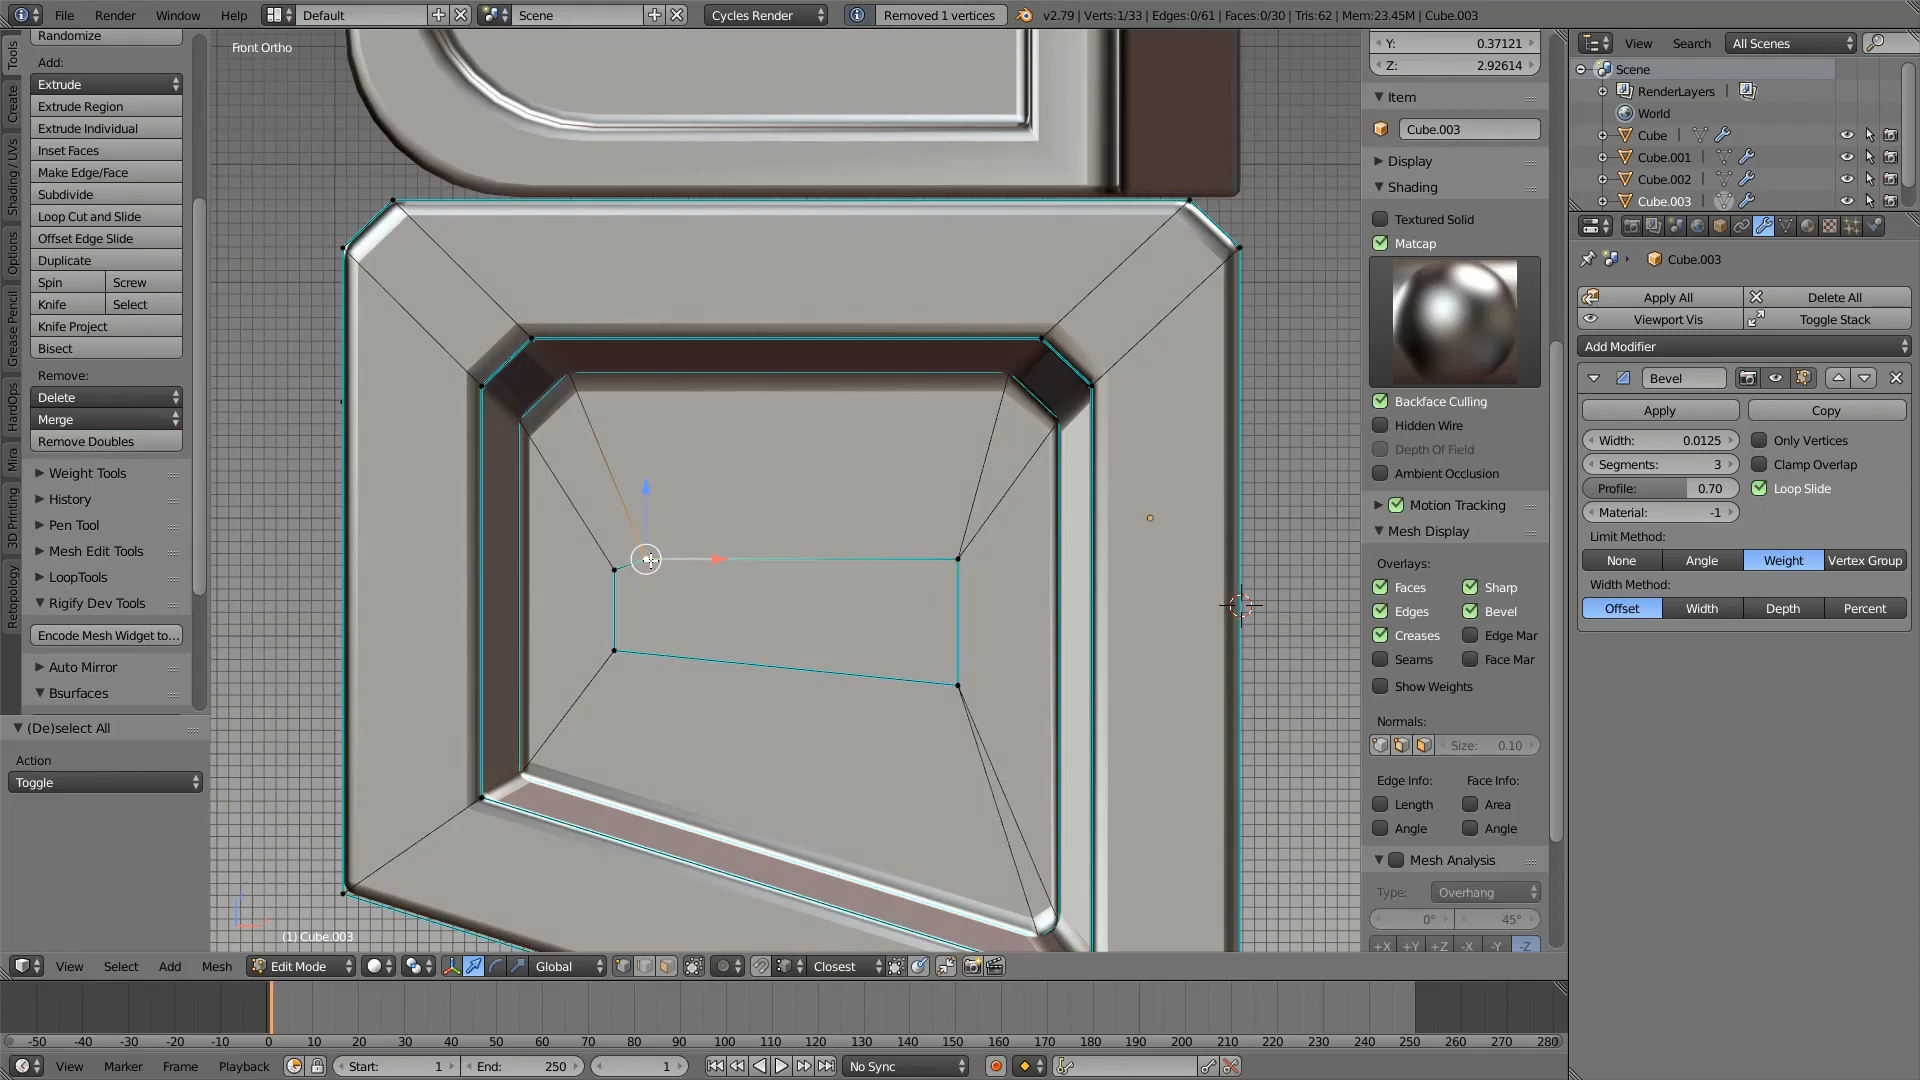 File Render Window Help Default Scene Cycles Render Removed 1 vertices v2.79 | Verts:1/33 | Edges:0/61 | Faces:0/30 | Tris:62 | Mem:23.45M | Cube.003
Tools
Create
Shading / UVs
Options
Grease Pencil
HardOps
Mira
3D Printing
Retopology
Randomize
Add:
Extrude
Extrude Region
Extrude Individual
Inset Faces
Make Edge/Face
Subdivide
Loop Cut and Slide
Offset Edge Slide
Duplicate
Spin Screw
Knife Select
Knife Project
Bisect
Remove:
Delete
Merge
Remove Doubles
Weight Tools
History
Pen Tool
Mesh Edit Tools
LoopTools
Rigify Dev Tools
Encode Mesh Widget to...
Auto Mirror
Bsurfaces
(De)select All
Action
Toggle
Front Ortho
(1) Cube.003
Y: 0.37121
Z: 2.92614
Item
Cube.003
Display
Shading
Textured Solid
Matcap
Backface Culling
Hidden Wire
Depth Of Field
Ambient Occlusion
Motion Tracking
Mesh Display
Overlays:
Faces Sharp
Edges Bevel
Creases Edge Mar
Seams Face Mar
Show Weights
Normals:
Size: 0.10
Edge Info: Face Info:
Length Area
Angle Angle
Mesh Analysis
Type: Overhang
0° 45°
+X +Y +Z -X -Y -Z
View Search All Scenes
Scene
RenderLayers
World
Cube
Cube.001
Cube.002
Cube.003
Cube.003
Apply All Delete All
Viewport Vis Toggle Stack
Add Modifier
Bevel
Apply Copy
Width: 0.0125 Only Vertices
Segments: 3 Clamp Overlap
Profile: 0.70 Loop Slide
Material: -1
Limit Method:
None Angle Weight Vertex Group
Width Method:
Offset Width Depth Percent
View Select Add Mesh Edit Mode Global Closest
-50 -40 -30 -20 -10 0 10 20 30 40 50 60 70 80 90 100 110 120 130 140 150 160 170 180 190 200 210 220 230 240 250 260 270 280
View Marker Frame Playback Start: 1 End: 250 1 No Sync